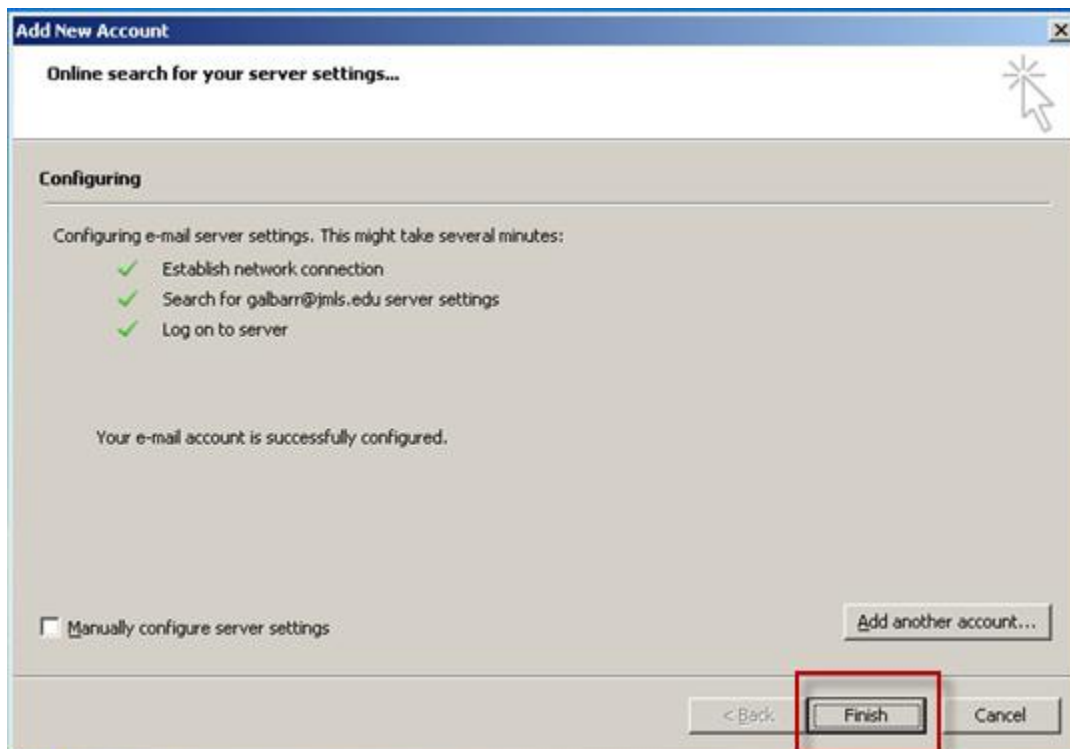 Add New Account
Online search for your server settings...
Configuring
Configuring e-mail server settings. This might take several minutes:
Establish network connection
Search for galbarr@jmls.edu server settings
Log on to server
Your e-mail account is successfully configured.
Manually configure server settings
Add another account...
< Back
Finish
Cancel